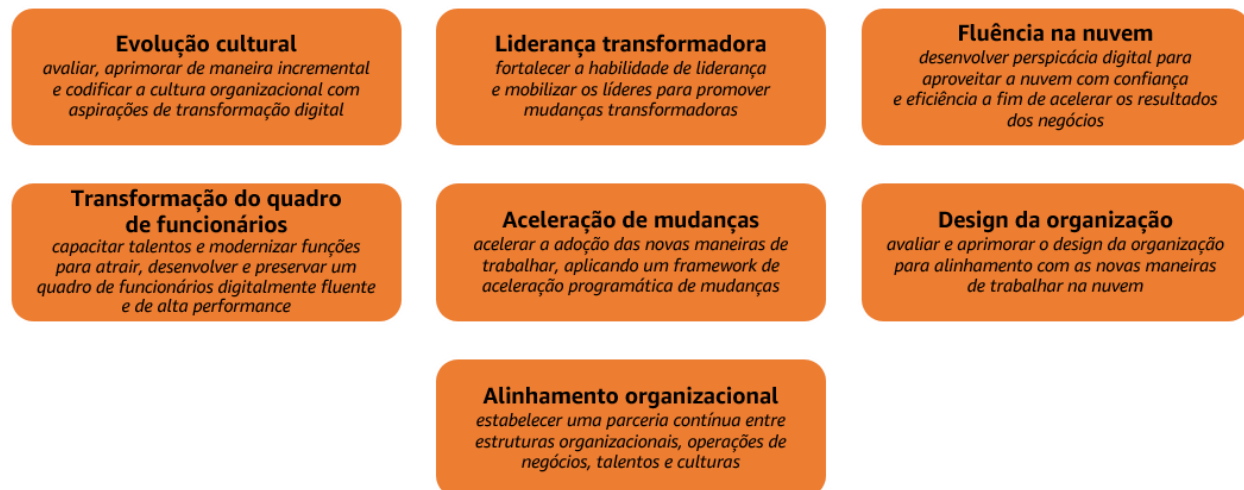 Evolução cultural
avaliar, aprimorar de maneira incremental
e codificar a cultura organizacional com
aspirações de transformação digital
Liderança transformadora
fortalecer a habilidade de liderança
e mobilizar os líderes para promover
mudanças transformadoras
Fluência na nuvem
desenvolver perspicácia digital para
aproveitar a nuvem com confiança
e eficiência a fim de acelerar os resultados
dos negócios
Transformação do quadro
de funcionários
capacitar talentos e modernizar funções
para atrair, desenvolver e preservar um
quadro de funcionários digitalmente fluente
e de alta performance
Aceleração de mudanças
acelerar a adoção das novas maneiras de
trabalhar, aplicando um framework de
aceleração programática de mudanças
Design da organização
avaliar e aprimorar o design da organização
para alinhamento com as novas maneiras
de trabalhar na nuvem
Alinhamento organizacional
estabelecer uma parceria contínua entre
estruturas organizacionais, operações de
negócios, talentos e culturas